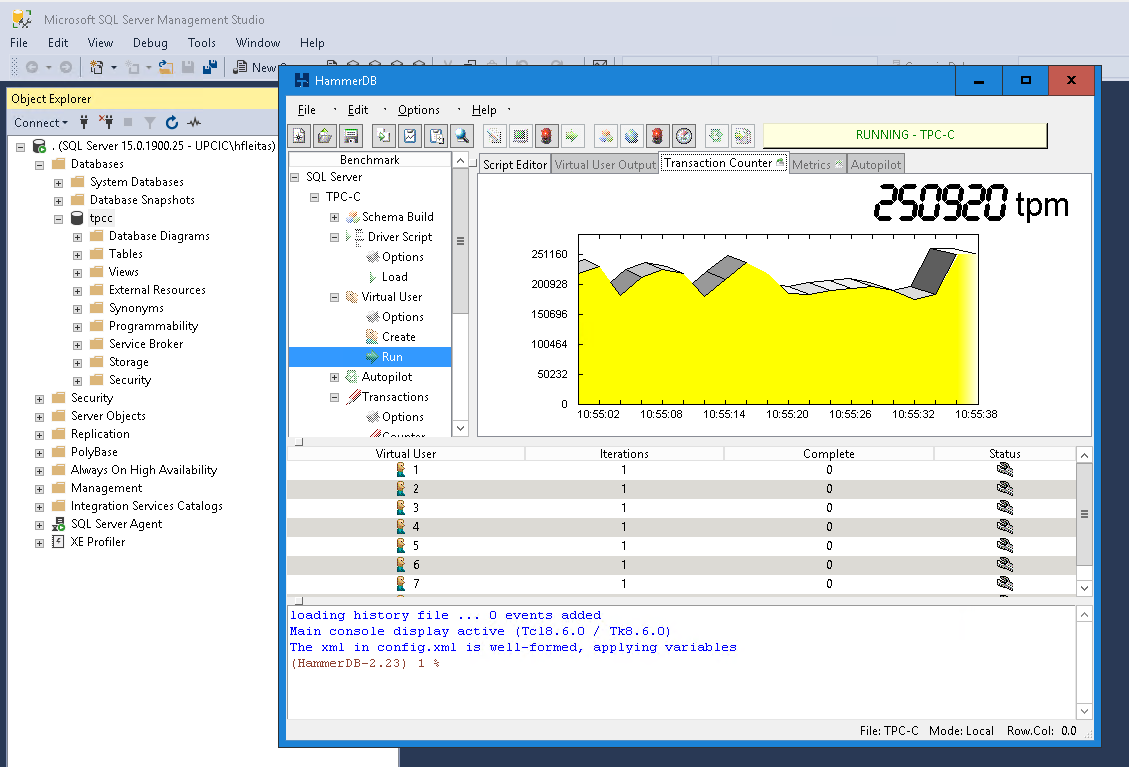 Microsoft SQL Server Management Studio
File Edit View Debug Tools Window Help
New
Object Explorer
Connect
. (SQL Server 15.0.1900.25 - UPCIC\hfleitas)
Databases
System Databases
Database Snapshots
tpcc
Database Diagrams
Tables
Views
External Resources
Synonyms
Programmability
Service Broker
Storage
Security
Security
Server Objects
Replication
PolyBase
Always On High Availability
Management
Integration Services Catalogs
SQL Server Agent
XE Profiler
HammerDB
File Edit Options Help
RUNNING - TPC-C
Benchmark
SQL Server
TPC-C
Schema Build
Driver Script
Options
Load
Virtual User
Options
Create
Run
Autopilot
Transactions
Options
Counter
Script Editor Virtual User Output Transaction Counter Metrics Autopilot
250920 tpm
251160
200928
150696
100464
50232
0
10:55:02 10:55:08 10:55:14 10:55:20 10:55:26 10:55:32 10:55:38
Virtual User Iterations Complete Status
1 1 0
2 1 0
3 1 0
4 1 0
5 1 0
6 1 0
7 1 0
loading history file ... 0 events added
Main console display active (Tcl8.6.0 / Tk8.6.0)
The xml in config.xml is well-formed, applying variables
(HammerDB-2.23) 1 %
File: TPC-C Mode: Local Row.Col: 0.0